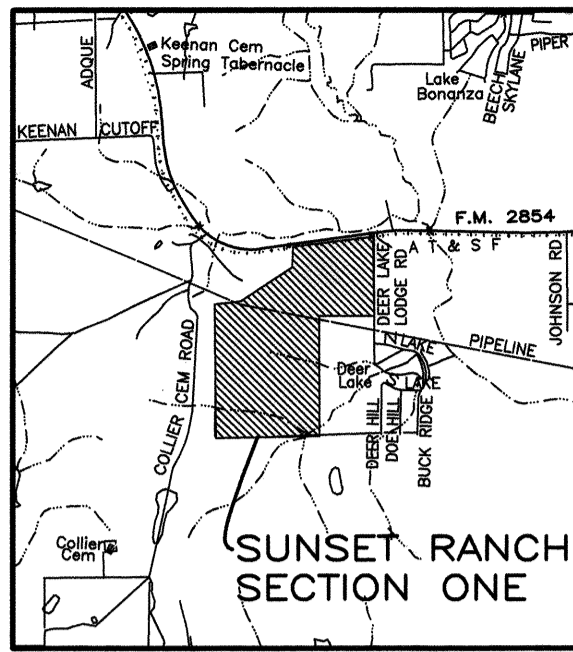 ADQUE
Keenan Cem
Spring Tabernacle
Lake
Bonanza
BEECH
SKYLANE
PIPER
KEENAN CUTOFF
F.M. 2854
AT & SF
DEER LAKE
LODGE RD
JOHNSON RD
COLLIER CEM ROAD
N LAKE
PIPELINE
Deer
Lake
LAKE
DEER HILL
DOE HILL
BUCK RIDGE
Collier
Cem
SUNSET RANCH
SECTION ONE